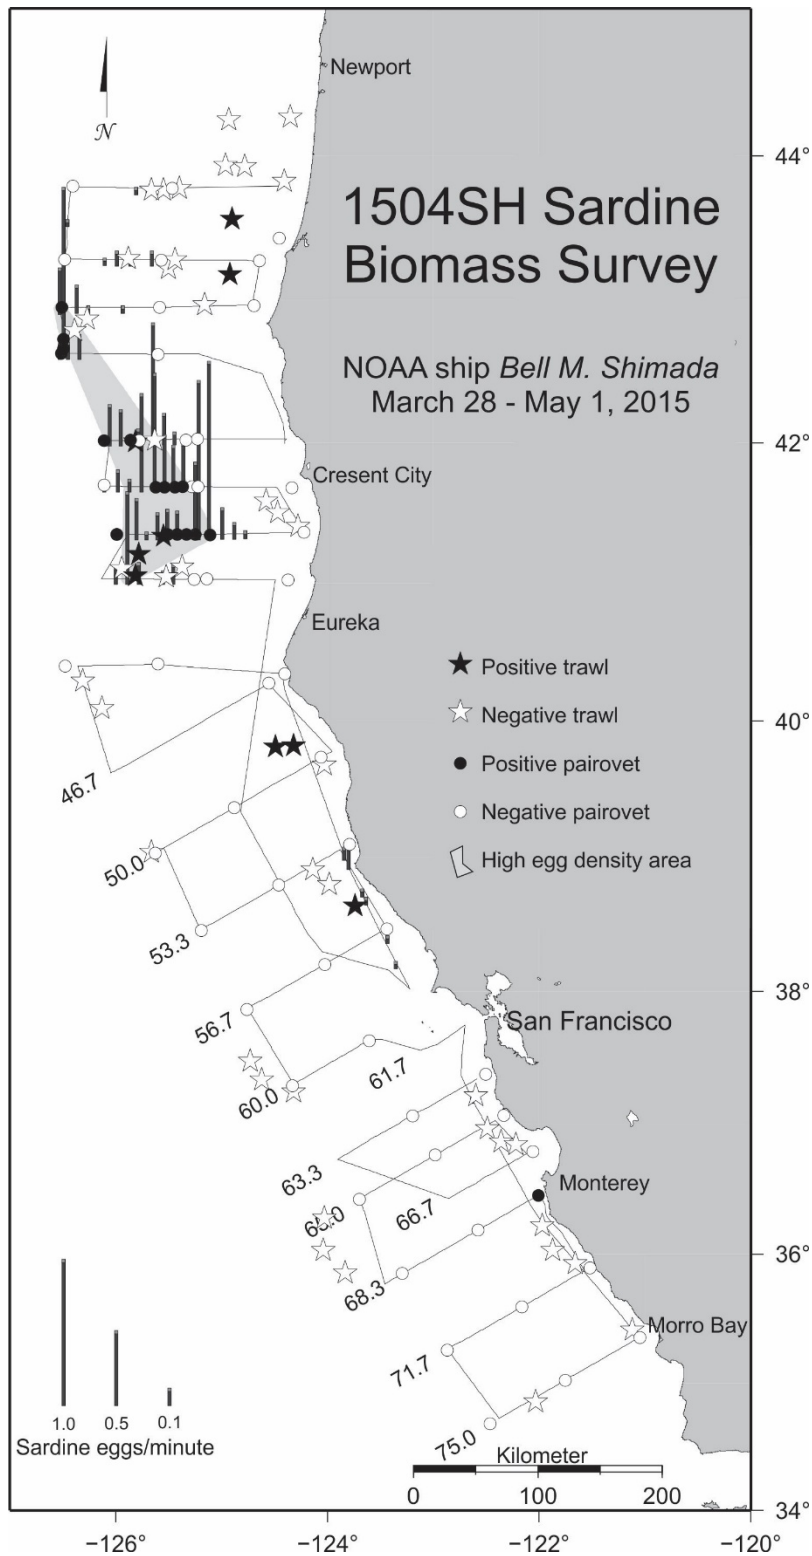 Newport
N
44°
1504SH Sardine
Biomass Survey
NOAA ship Bell M. Shimada
March 28 - May 1, 2015
42°
Cresent City
Eureka
Positive trawl
Negative trawl
40°
46.7
Positive pairovet
Negative pairovet
50.0
High egg density area
53.3
38°
56.7
San Francisco
61.7
60.0
63.3
Monterey
66.7
36°
68.3
Morro Bay
71.7
1.0 0.5 0.1
Sardine eggs/minute
75.0
Kilometer
0 100 200
34°
−126° −124° −122° −120°